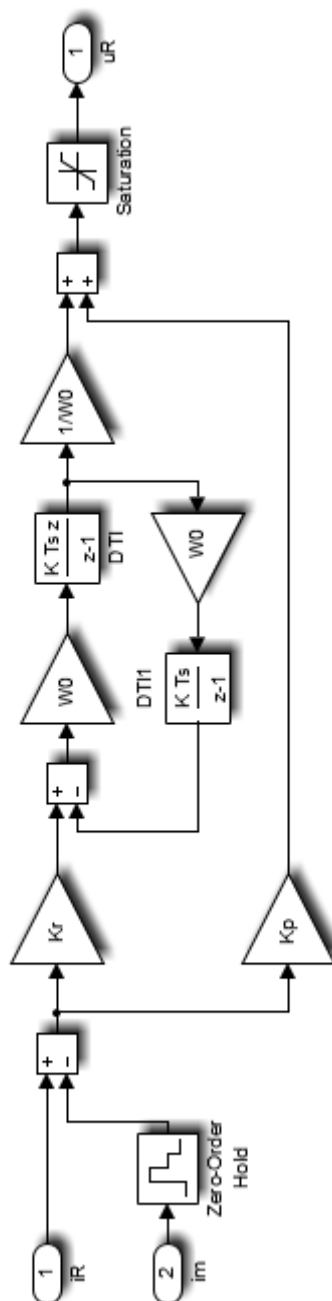 1
iR
2
im
Zero-Order
Hold
+
−
Kr
Kp
+
−
W0
K Ts z
z-1
DTI
W0
K Ts
z-1
DTI1
1/W0
+
+
Saturation
1
uR